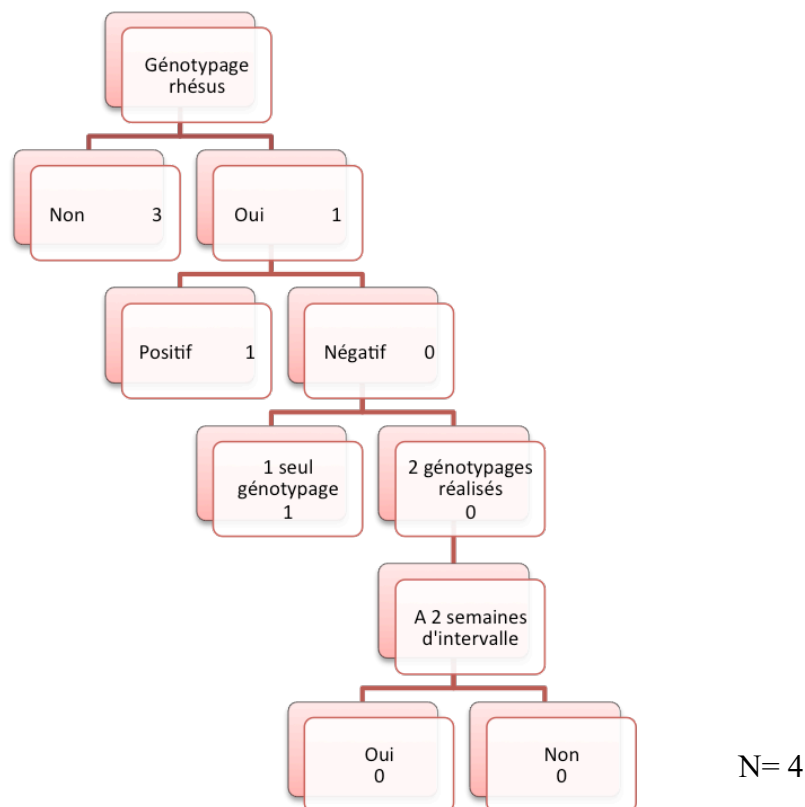 Génotypage
rhésus
Non 3
Oui 1
Positif 1
Négatif 0
1 seul
génotypage
1
2 génotypages
réalisés
0
A 2 semaines
d'intervalle
Oui
0
Non
0
N= 4